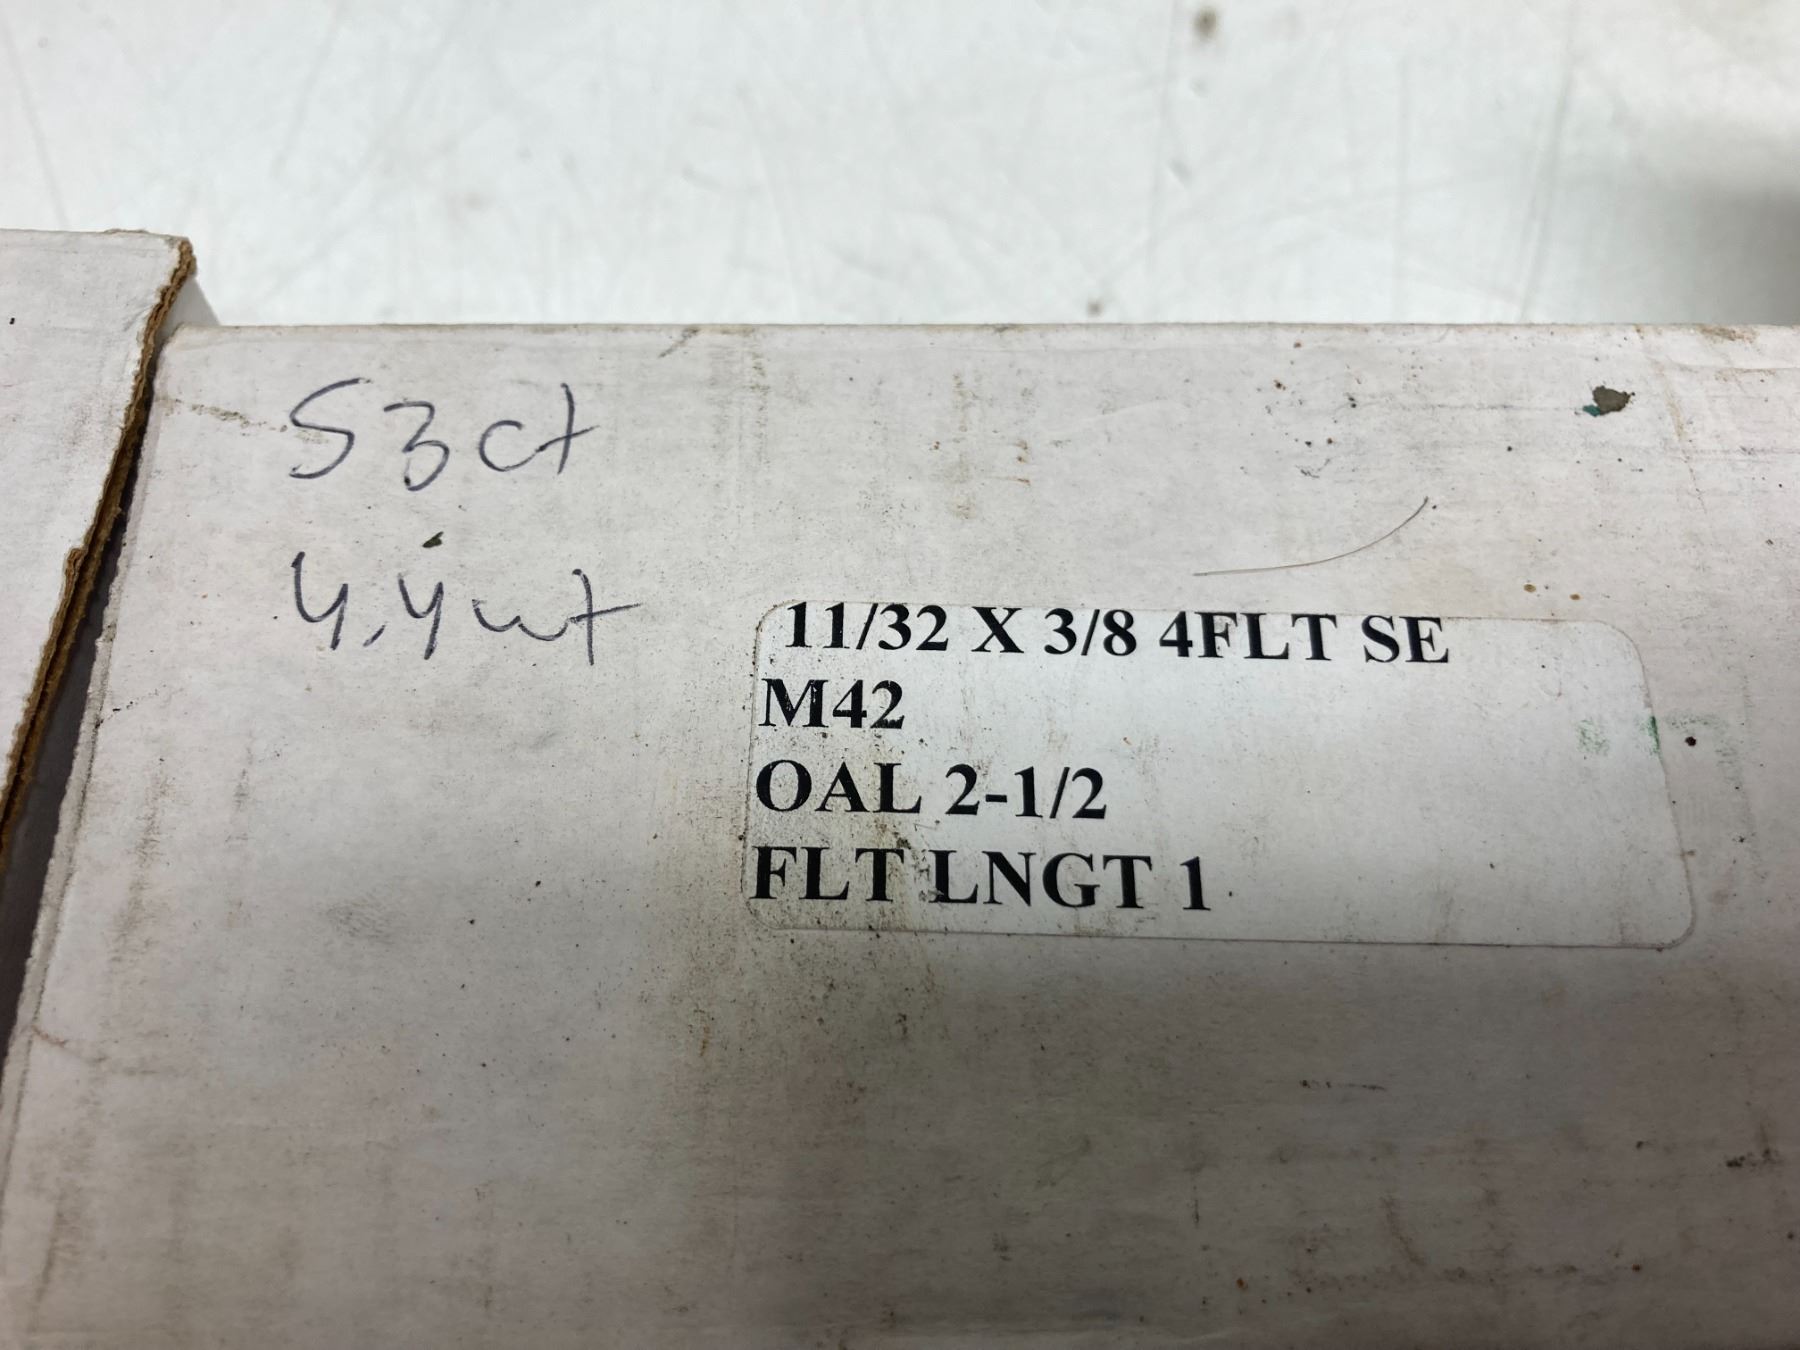 53ct
4.4wt
11/32 X 3/8 4FLT SE
M42
OAL 2-1/2
FLT LNGT 1